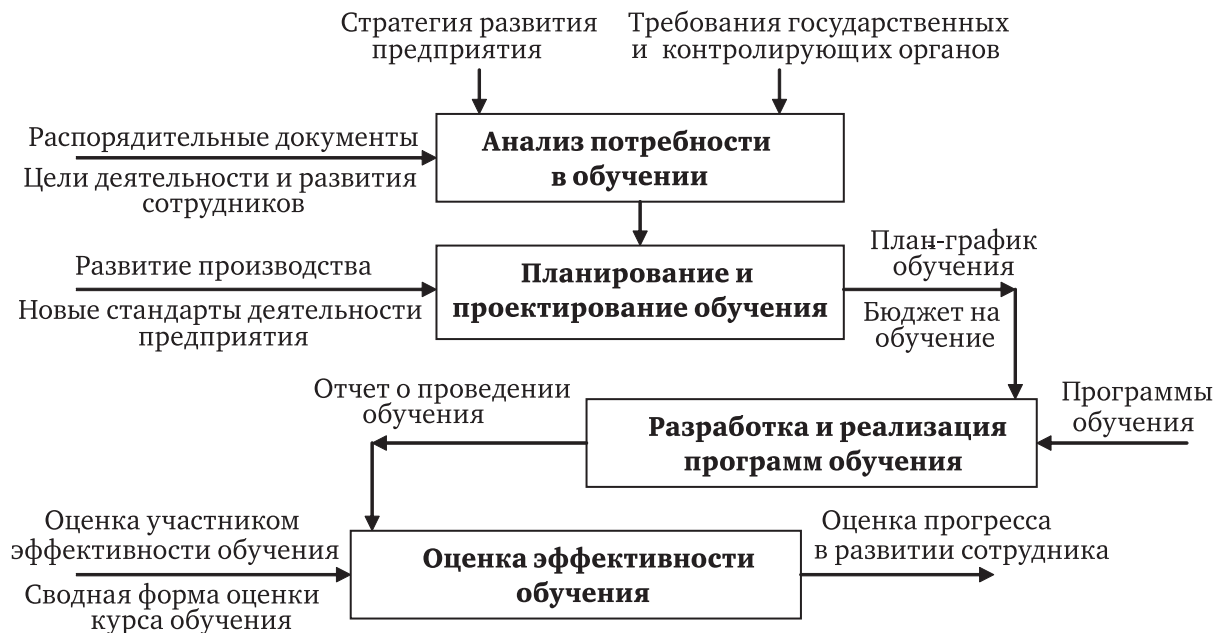 Стратегия развития
предприятия
Требования государственных
и контролирующих органов
Распорядительные документы
Цели деятельности и развития
сотрудников
Анализ потребности
в обучении
Развитие производства
Новые стандарты деятельности
предприятия
Планирование и
проектирование обучения
План-график
обучения
Бюджет на
обучение
Отчет о проведении
обучения
Разработка и реализация
программ обучения
Программы
обучения
Оценка участником
эффективности обучения
Сводная форма оценки
курса обучения
Оценка эффективности
обучения
Оценка прогресса
в развитии сотрудника